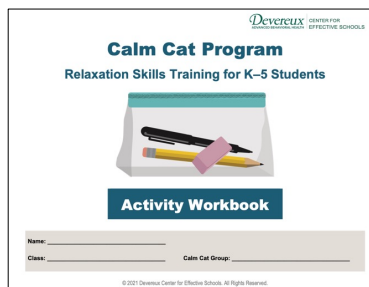 Devereux
ADVANCED BEHAVIORAL HEALTH
CENTER FOR
EFFECTIVE SCHOOLS
Calm Cat Program
Relaxation Skills Training for K–5 Students
Activity Workbook
Name:
Class:
Calm Cat Group:
© 2021 Devereux Center for Effective Schools. All Rights Reserved.